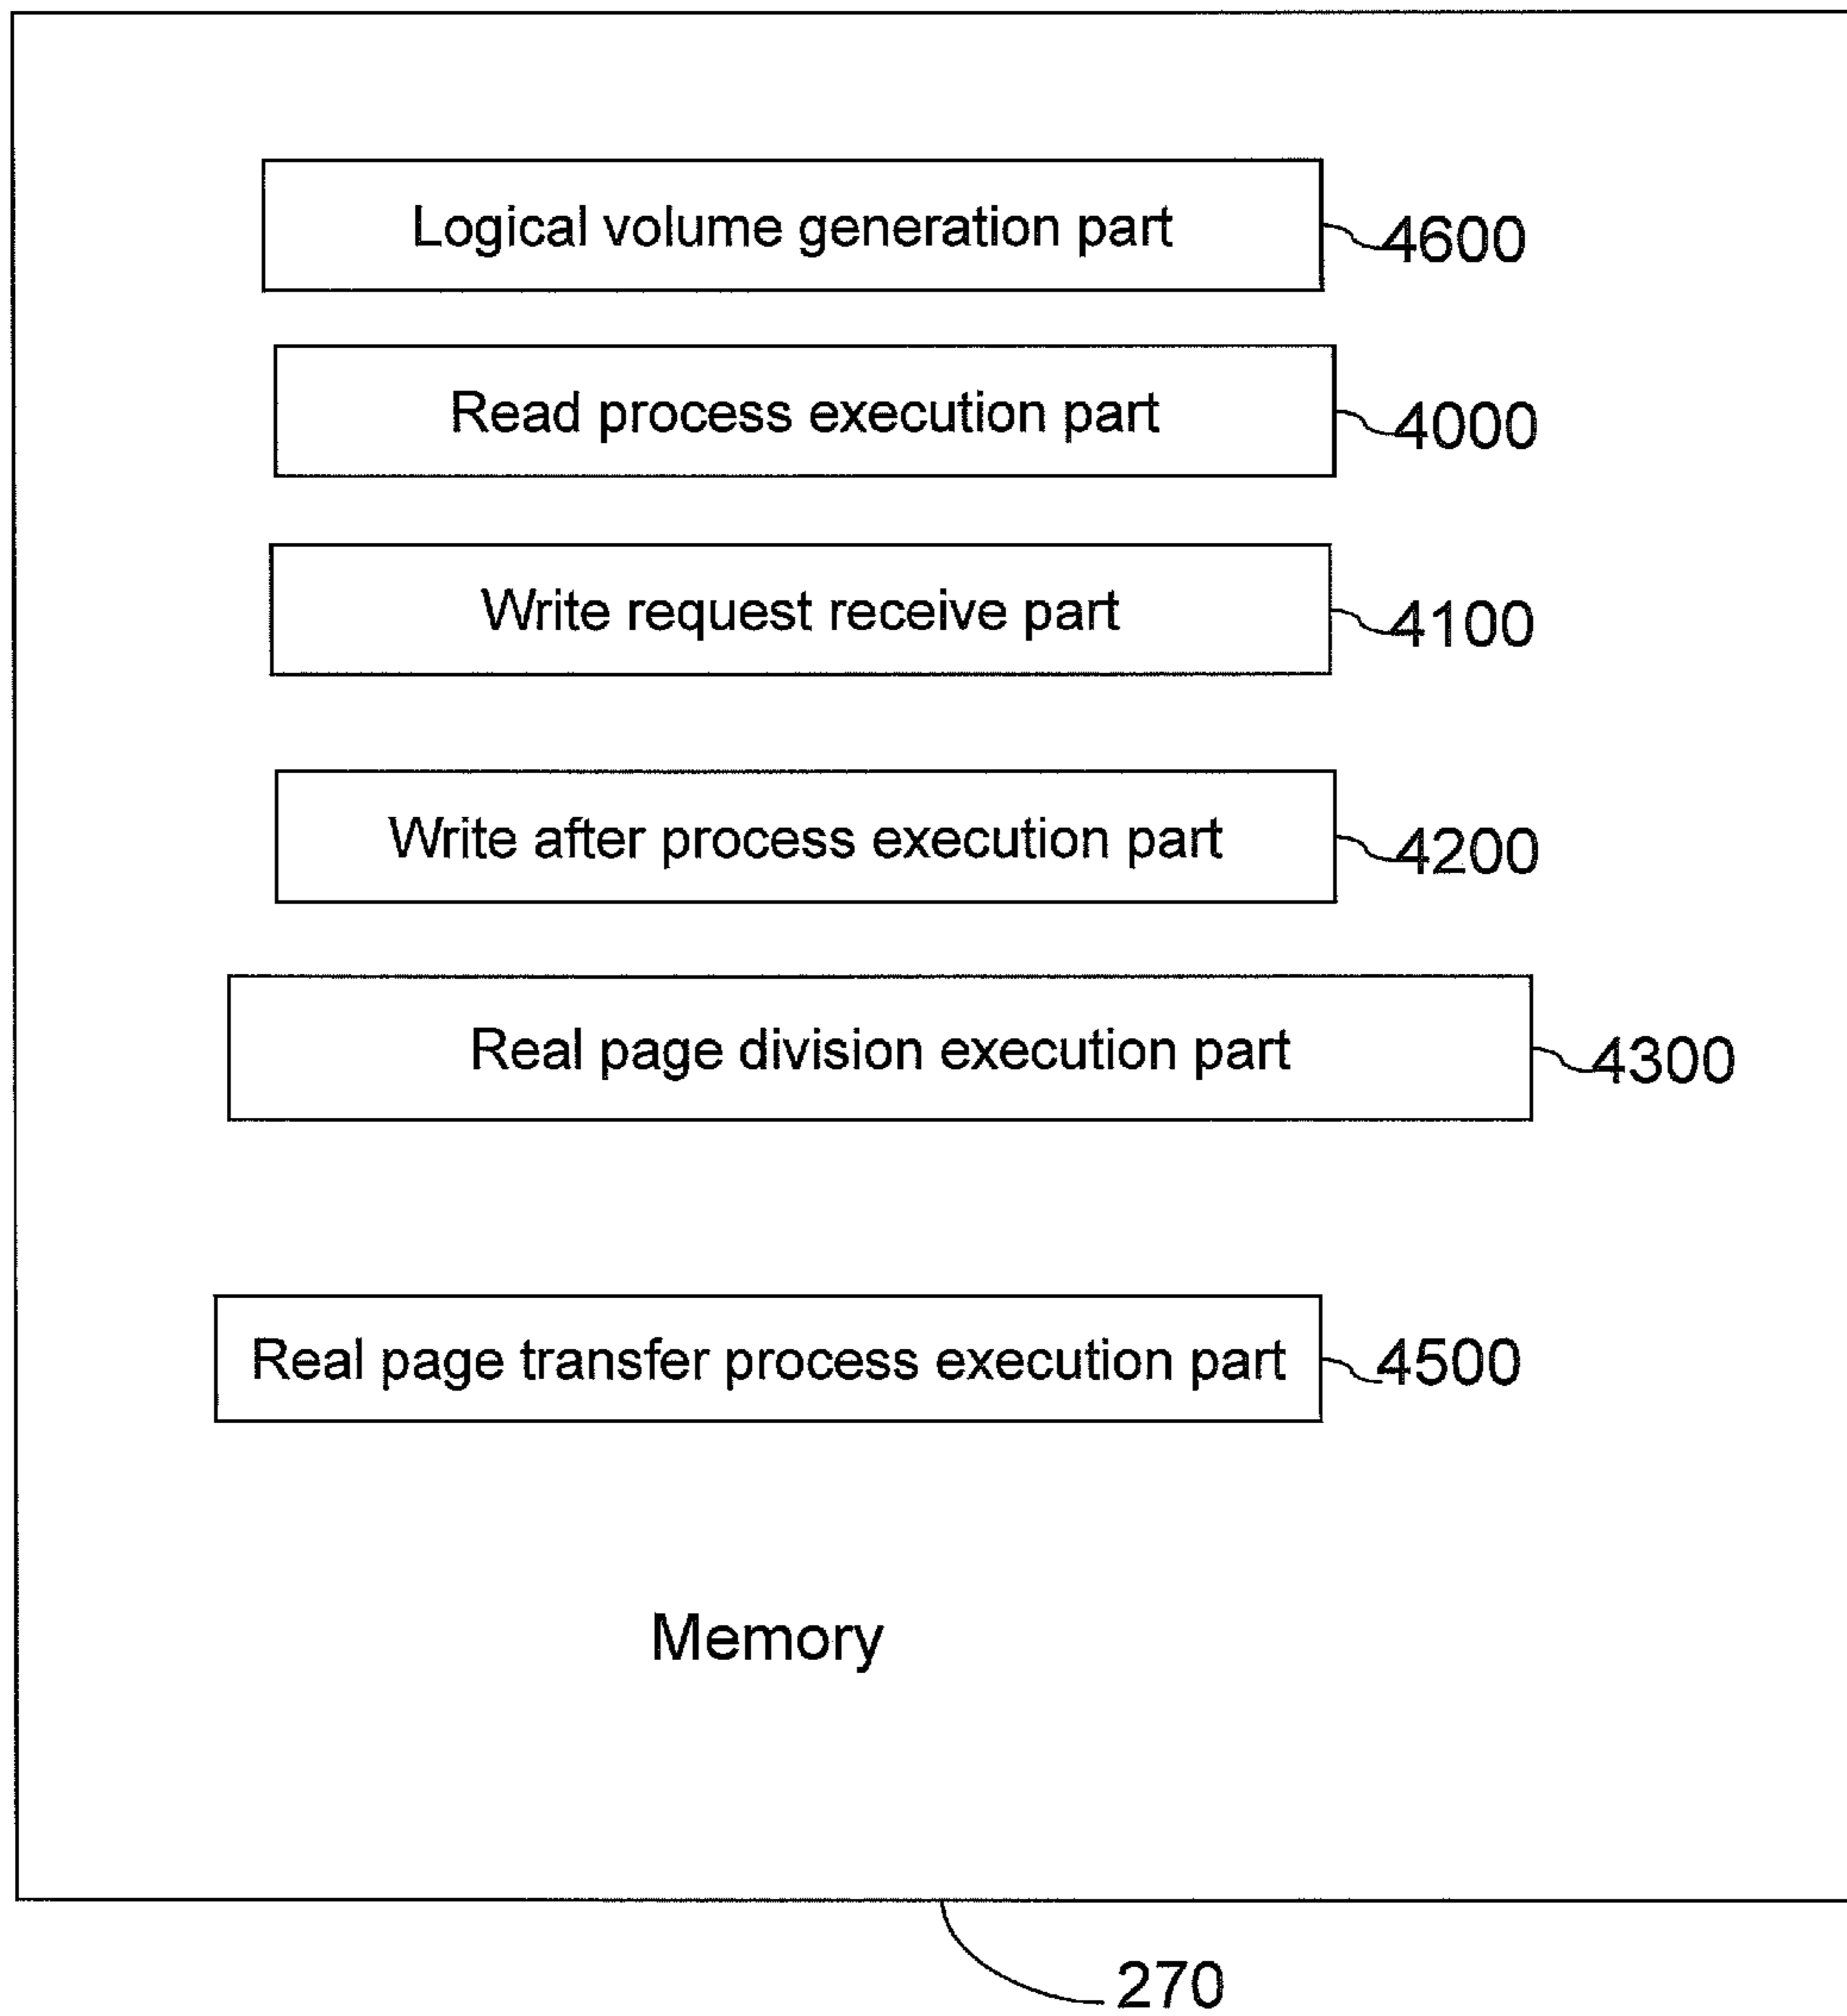 Logical volume generation part 4600
Read process execution part 4000
Write request receive part 4100
Write after process execution part 4200
Real page division execution part 4300
Real page transfer process execution part 4500
Memory
270